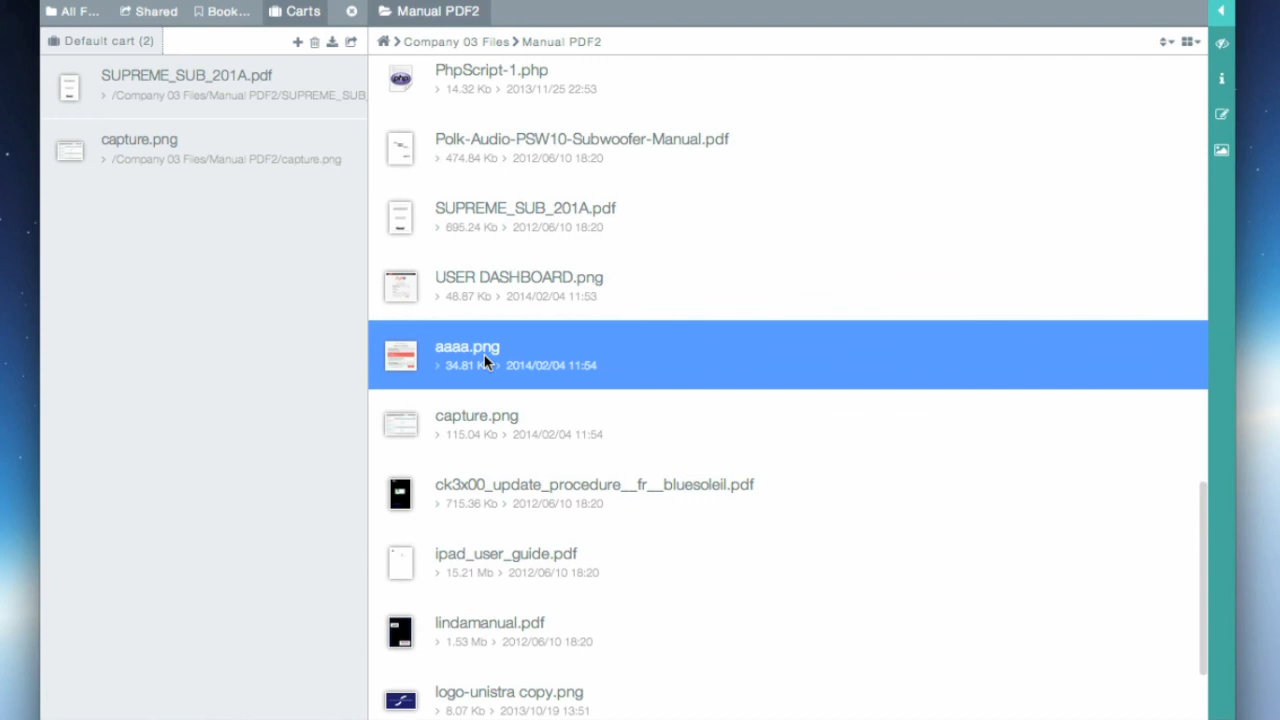 All F... Shared Book... Carts Manual PDF2
Default cart (2)
Company 03 Files Manual PDF2
SUPREME_SUB_201A.pdf
/Company 03 Files/Manual PDF2/SUPREME_SUB_
capture.png
/Company 03 Files/Manual PDF2/capture.png
PhpScript-1.php
14.32 Kb 2013/11/25 22:53
Polk-Audio-PSW10-Subwoofer-Manual.pdf
474.84 Kb 2012/06/10 18:20
SUPREME_SUB_201A.pdf
695.24 Kb 2012/06/10 18:20
USER DASHBOARD.png
48.87 Kb 2014/02/04 11:53
aaaa.png
34.81 2014/02/04 11:54
capture.png
115.04 Kb 2014/02/04 11:54
ck3x00_update_procedure__fr__bluesoleil.pdf
715.36 Kb 2012/06/10 18:20
ipad_user_guide.pdf
15.21 Mb 2012/06/10 18:20
lindamanual.pdf
1.53 Mb 2012/06/10 18:20
logo-unistra copy.png
8.07 Kb 2013/10/19 13:51